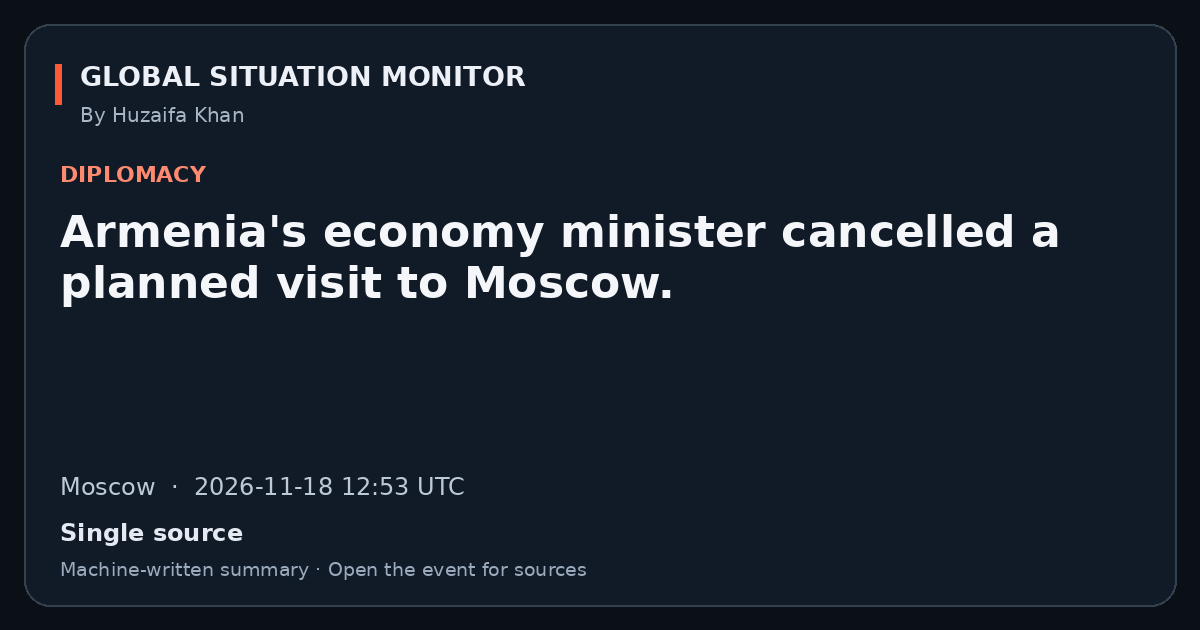 GLOBAL SITUATION MONITOR
By Huzaifa Khan
DIPLOMACY
Armenia's economy minister cancelled a
planned visit to Moscow.
Moscow · 2026-11-18 12:53 UTC
Single source
Machine-written summary · Open the event for sources